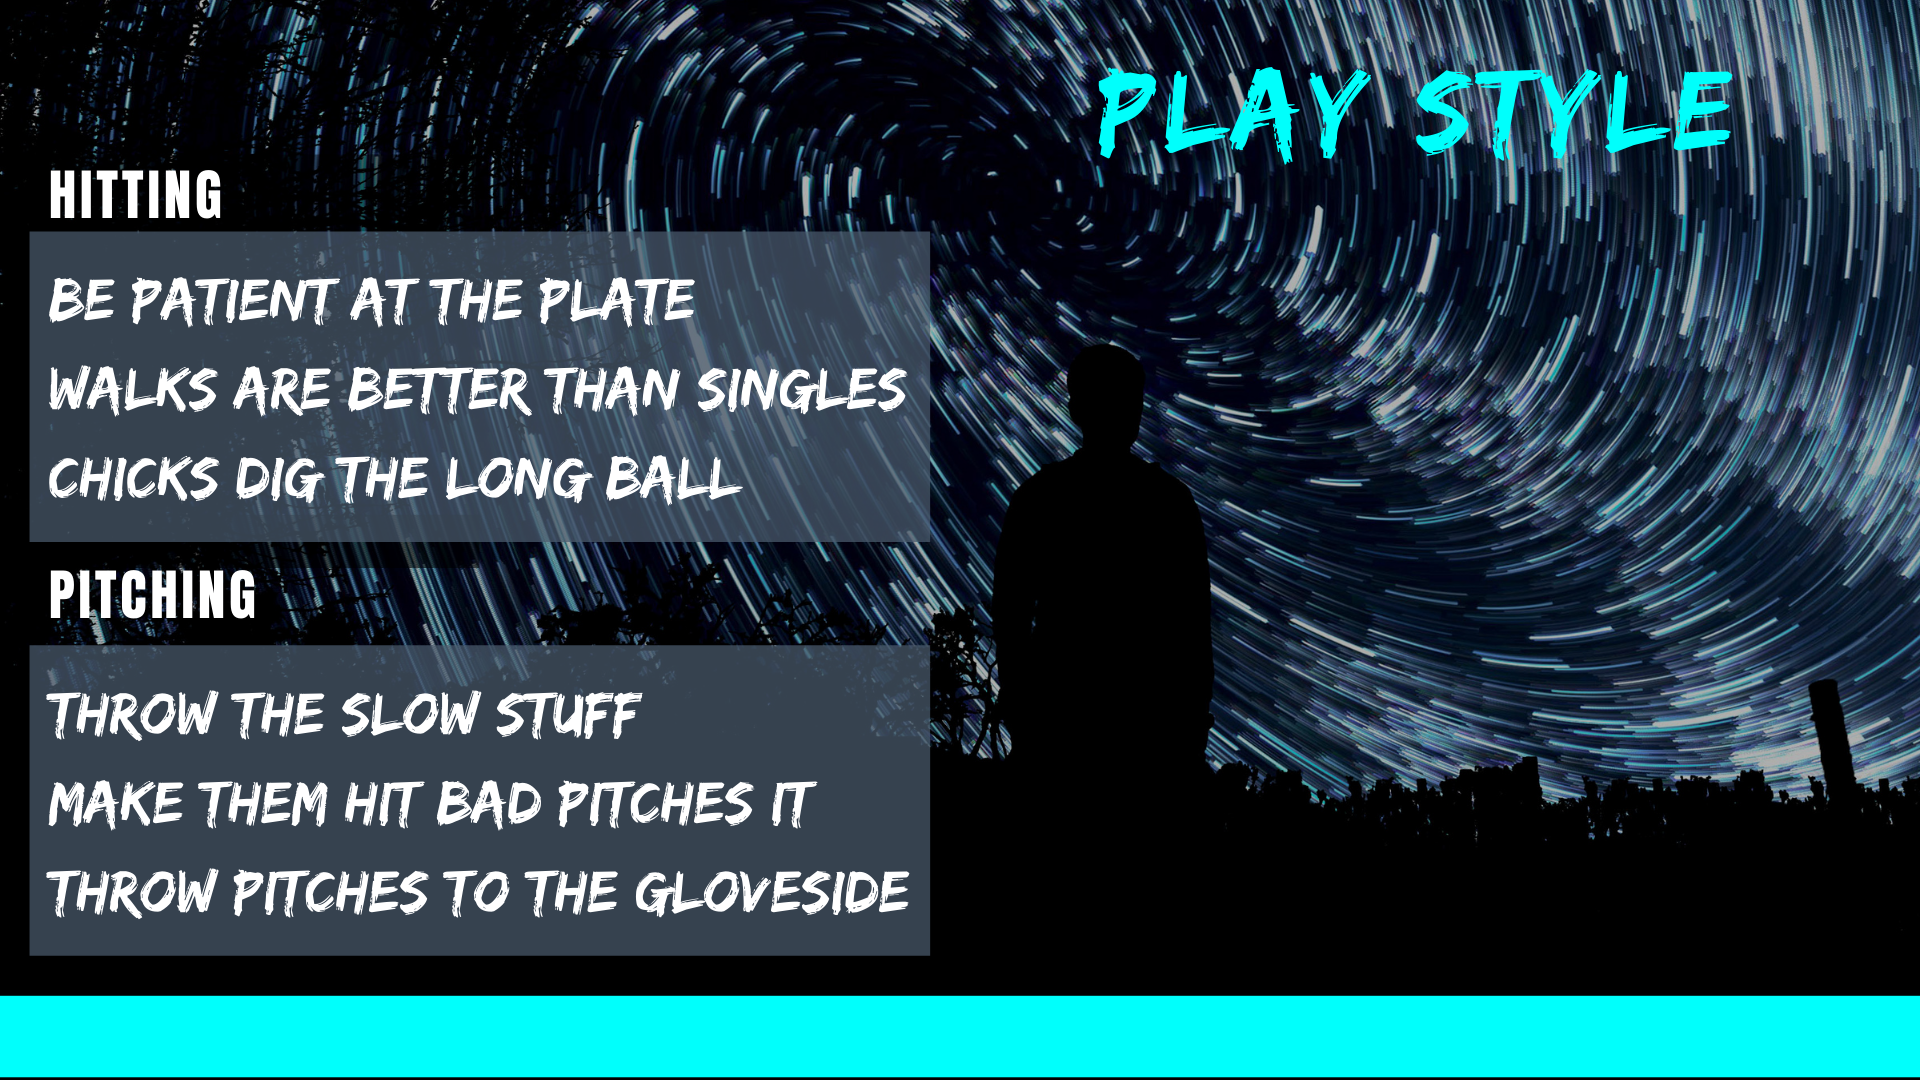 PLAY STYLE
HITTING
BE PATIENT AT THE PLATE
WALKS ARE BETTER THAN SINGLES
CHICKS DIG THE LONG BALL
PITCHING
THROW THE SLOW STUFF
MAKE THEM HIT BAD PITCHES IT
THROW PITCHES TO THE GLOVESIDE